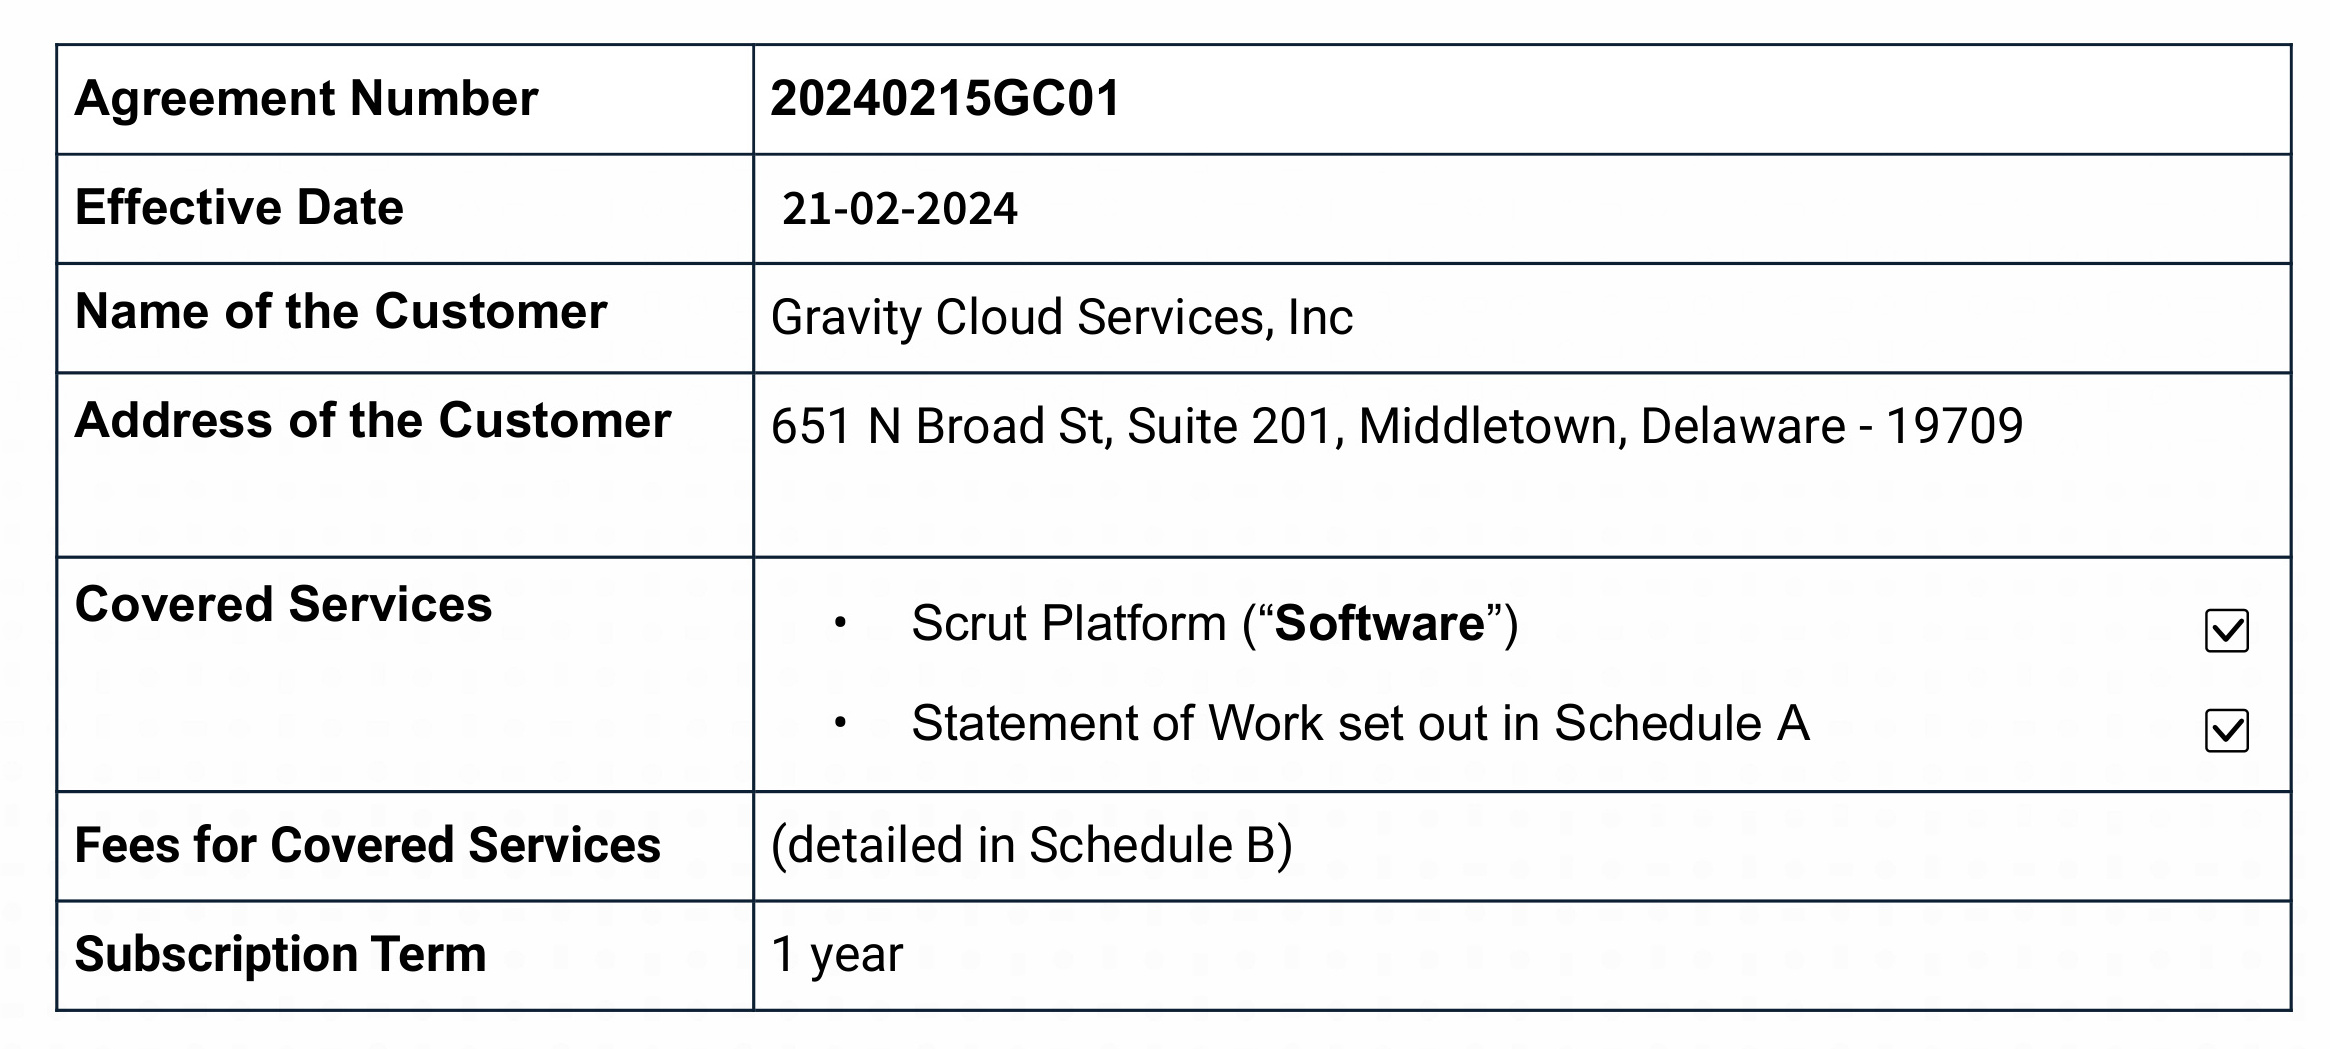 Agreement Number 20240215GC01
Effective Date 21-02-2024
Name of the Customer Gravity Cloud Services, Inc
Address of the Customer 651 N Broad St, Suite 201, Middletown, Delaware - 19709
Covered Services
• Scrut Platform (“Software”) ☑
• Statement of Work set out in Schedule A ☑
Fees for Covered Services (detailed in Schedule B)
Subscription Term 1 year